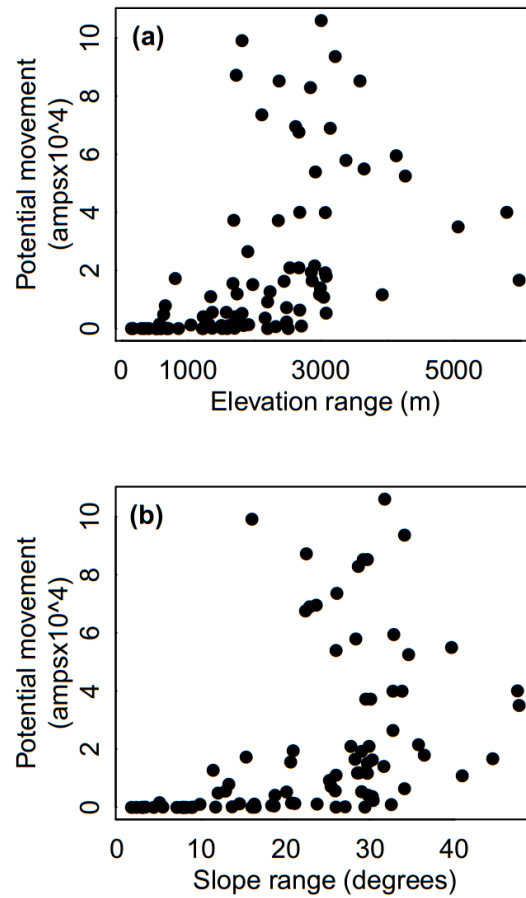 (a)
Potential movement
(ampsx10^4)
0 2 4 6 8 10
0 1000 3000 5000
Elevation range (m)
(b)
Potential movement
(ampsx10^4)
0 2 4 6 8 10
0 10 20 30 40
Slope range (degrees)